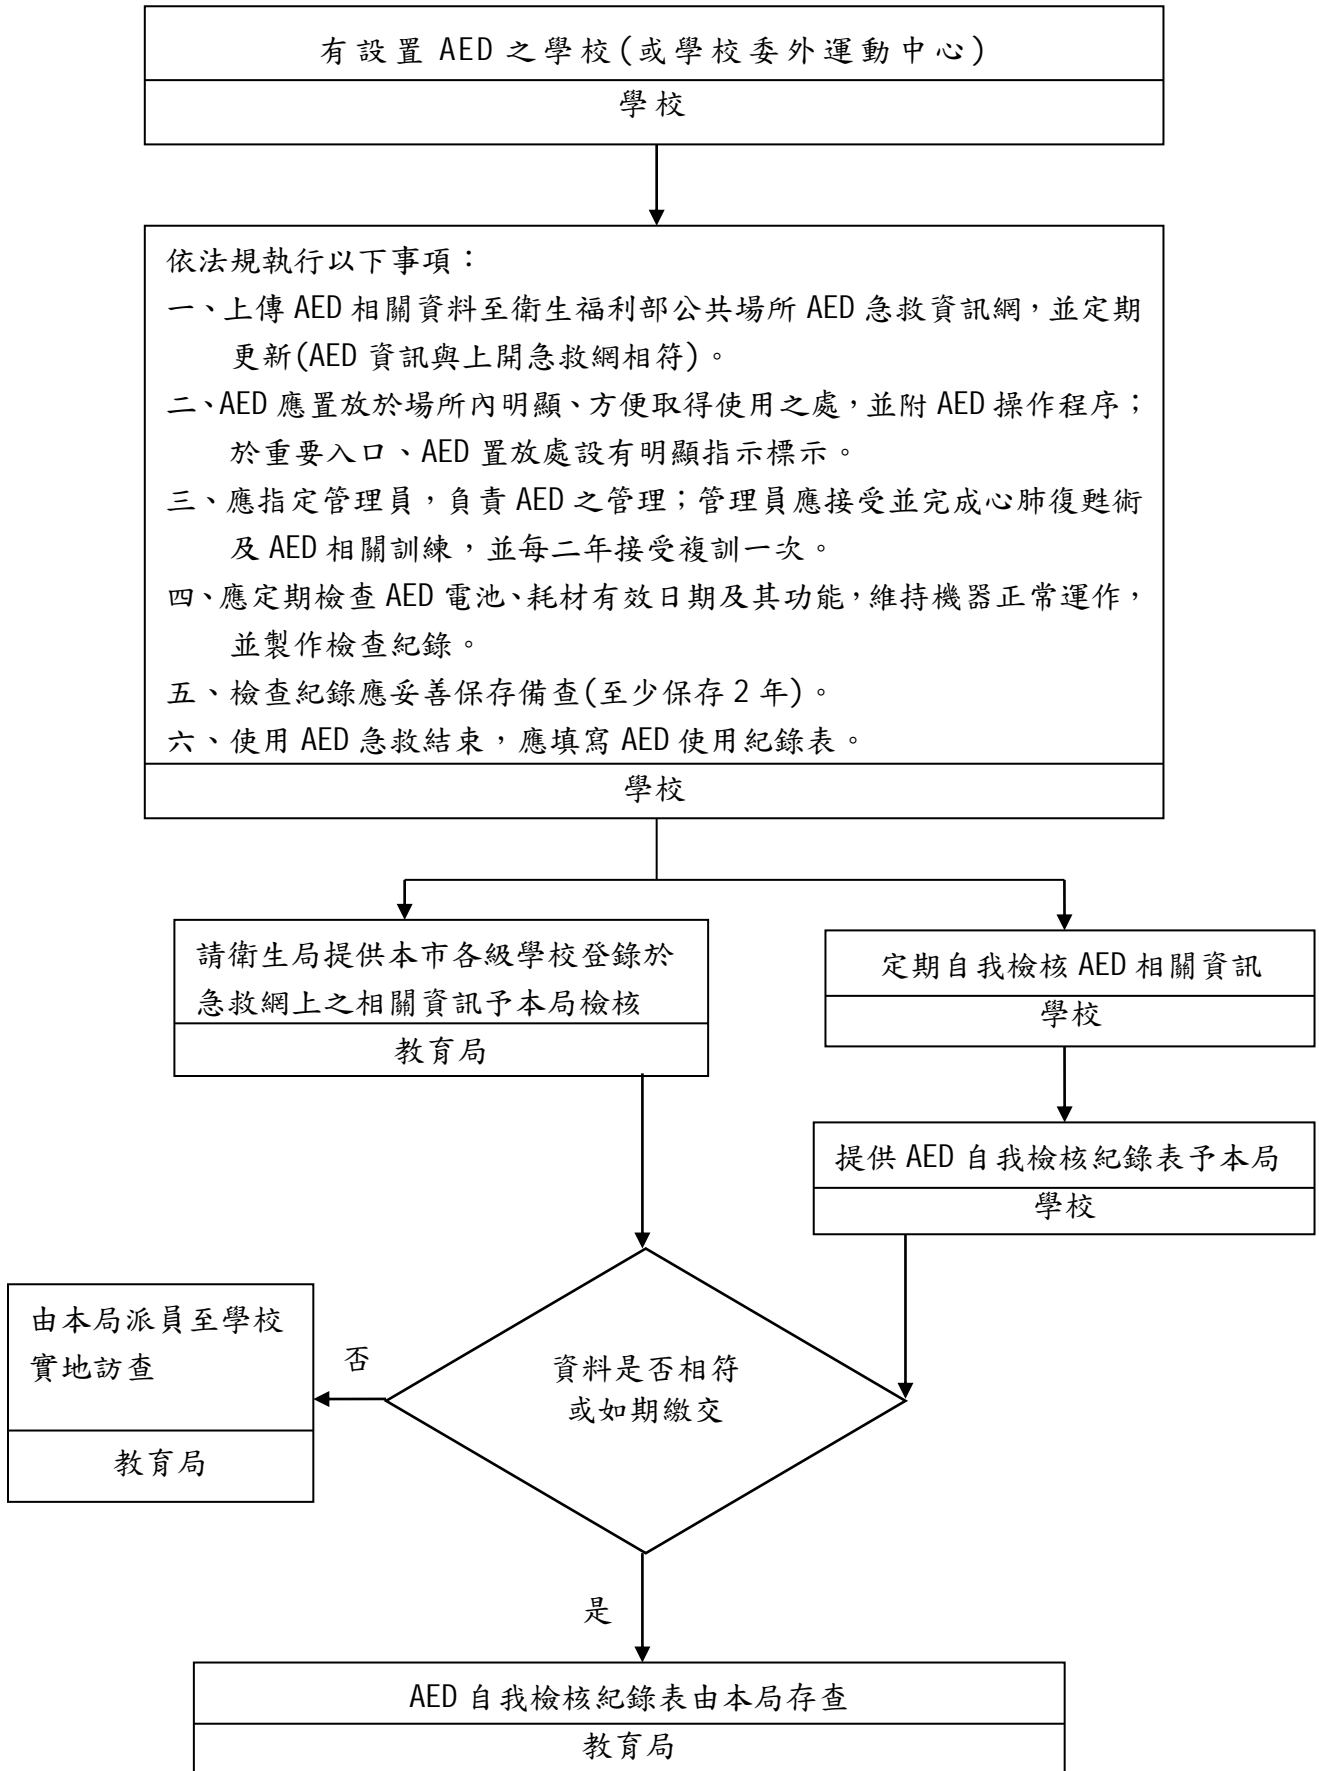 有設置 AED 之學校(或學校委外運動中心)
學校
依法規執行以下事項：
一、上傳 AED 相關資料至衛生福利部公共場所 AED 急救資訊網，並定期
更新(AED 資訊與上開急救網相符)。
二、AED 應置放於場所內明顯、方便取得使用之處，並附 AED 操作程序；
於重要入口、AED 置放處設有明顯指示標示。
三、應指定管理員，負責 AED 之管理；管理員應接受並完成心肺復甦術
及 AED 相關訓練，並每二年接受複訓一次。
四、應定期檢查 AED 電池、耗材有效日期及其功能，維持機器正常運作，
並製作檢查紀錄。
五、檢查紀錄應妥善保存備查(至少保存 2 年)。
六、使用 AED 急救結束，應填寫 AED 使用紀錄表。
學校
請衛生局提供本市各級學校登錄於
急救網上之相關資訊予本局檢核
教育局
定期自我檢核 AED 相關資訊
學校
提供 AED 自我檢核紀錄表予本局
學校
資料是否相符
或如期繳交
否
由本局派員至學校
實地訪查
教育局
是
AED 自我檢核紀錄表由本局存查
教育局